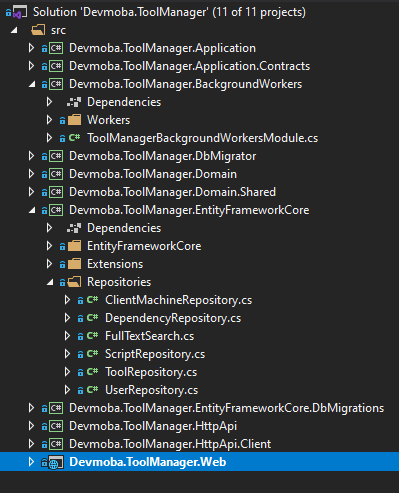 Solution 'Devmoba.ToolManager' (11 of 11 projects)
src
C# Devmoba.ToolManager.Application
C# Devmoba.ToolManager.Application.Contracts
C# Devmoba.ToolManager.BackgroundWorkers
Dependencies
Workers
C# ToolManagerBackgroundWorkersModule.cs
C# Devmoba.ToolManager.DbMigrator
C# Devmoba.ToolManager.Domain
C# Devmoba.ToolManager.Domain.Shared
C# Devmoba.ToolManager.EntityFrameworkCore
Dependencies
EntityFrameworkCore
Extensions
Repositories
C# ClientMachineRepository.cs
C# DependencyRepository.cs
C# FullTextSearch.cs
C# ScriptRepository.cs
C# ToolRepository.cs
C# UserRepository.cs
C# Devmoba.ToolManager.EntityFrameworkCore.DbMigrations
C# Devmoba.ToolManager.HttpApi
C# Devmoba.ToolManager.HttpApi.Client
Devmoba.ToolManager.Web